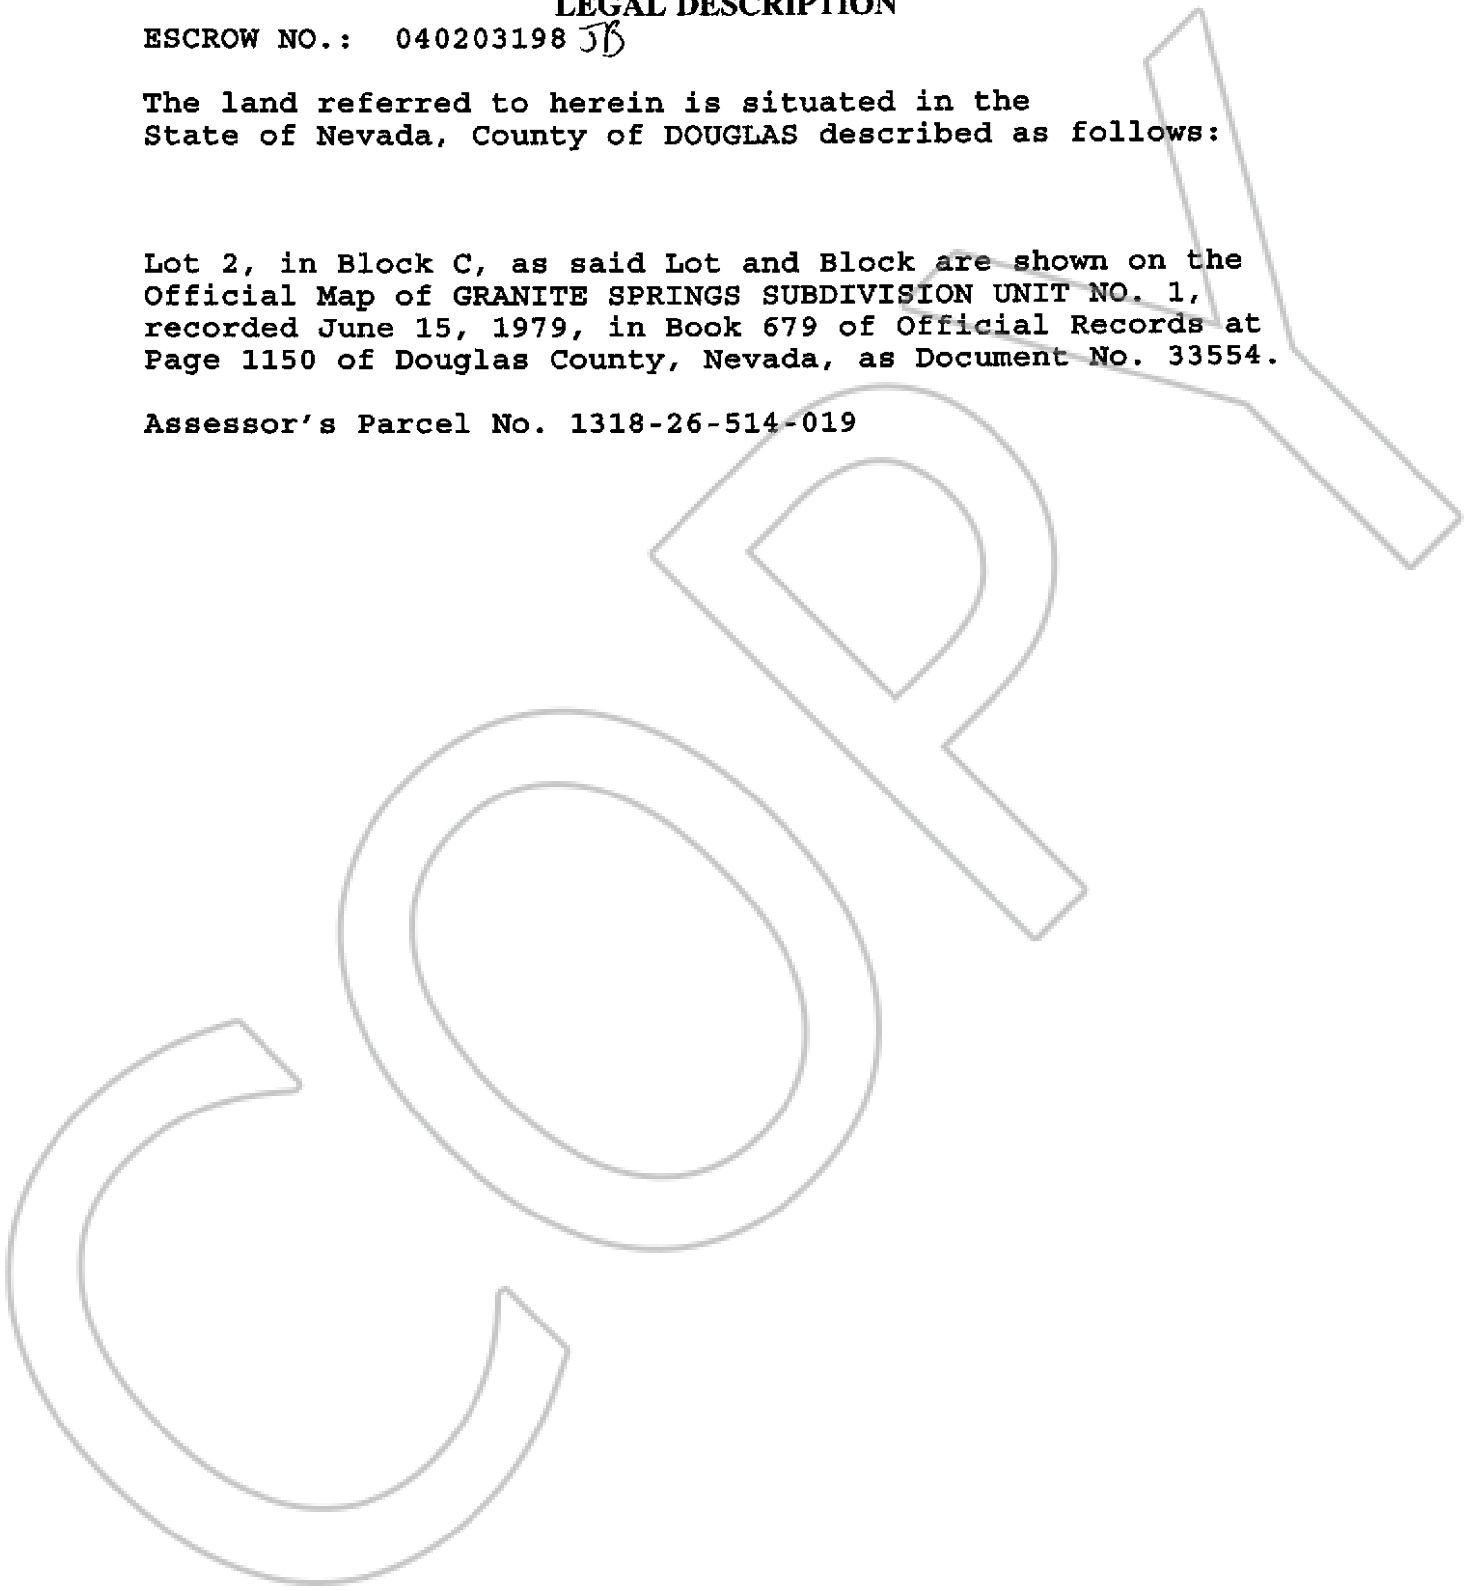 LEGAL DESCRIPTION
ESCROW NO.: 040203198 JB
The land referred to herein is situated in the
State of Nevada, County of DOUGLAS described as follows:
Lot 2, in Block C, as said Lot and Block are shown on the
Official Map of GRANITE SPRINGS SUBDIVISION UNIT NO. 1,
recorded June 15, 1979, in Book 679 of Official Records at
Page 1150 of Douglas County, Nevada, as Document No. 33554.
Assessor's Parcel No. 1318-26-514-019
COPY